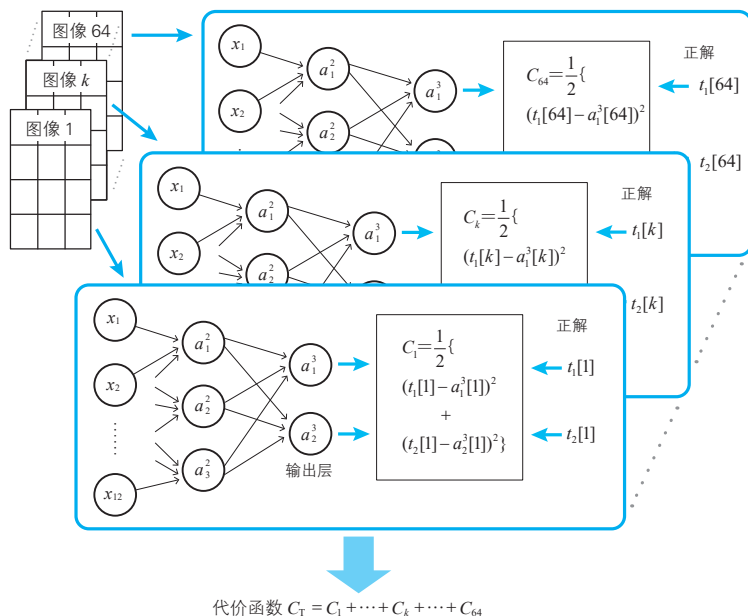 图像 64
图像 k
图像 1
x₁
x₂
a₁²
a₂²
a₁³
C₆₄=1/2{
(t₁[64]−a₁³[64])²
正解
t₁[64]
t₂[64]
x₁
x₂
a₁²
a₂²
a₁³
Cₖ=1/2{
(t₁[k]−a₁³[k])²
正解
t₁[k]
t₂[k]
x₁
x₂
……
x₁₂
a₁²
a₂²
a₃²
a₁³
a₂³
输出层
C₁=1/2{
(t₁[1]−a₁³[1])²
+
(t₂[1]−a₂³[1])²}
正解
t₁[1]
t₂[1]
代价函数 C_T = C₁ + ··· + Cₖ + ··· + C₆₄